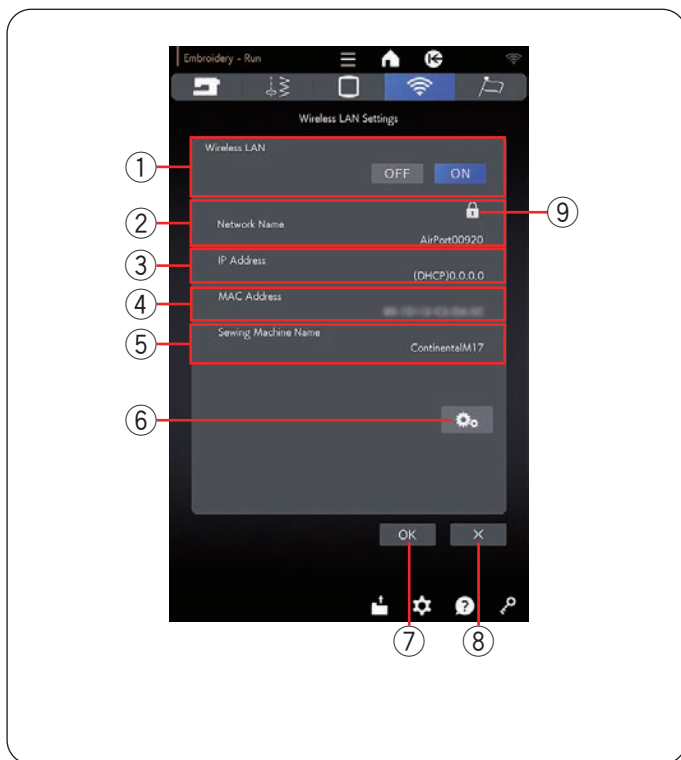 Embroidery - Run
Wireless LAN Settings
Wireless LAN
OFF ON
① ⑨
② Network Name
AirPort00920
③ IP Address
(DHCP)0.0.0.0
④ MAC Address
⑤ Sewing Machine Name
ContinentalM17
⑥
OK ×
?
⑦ ⑧